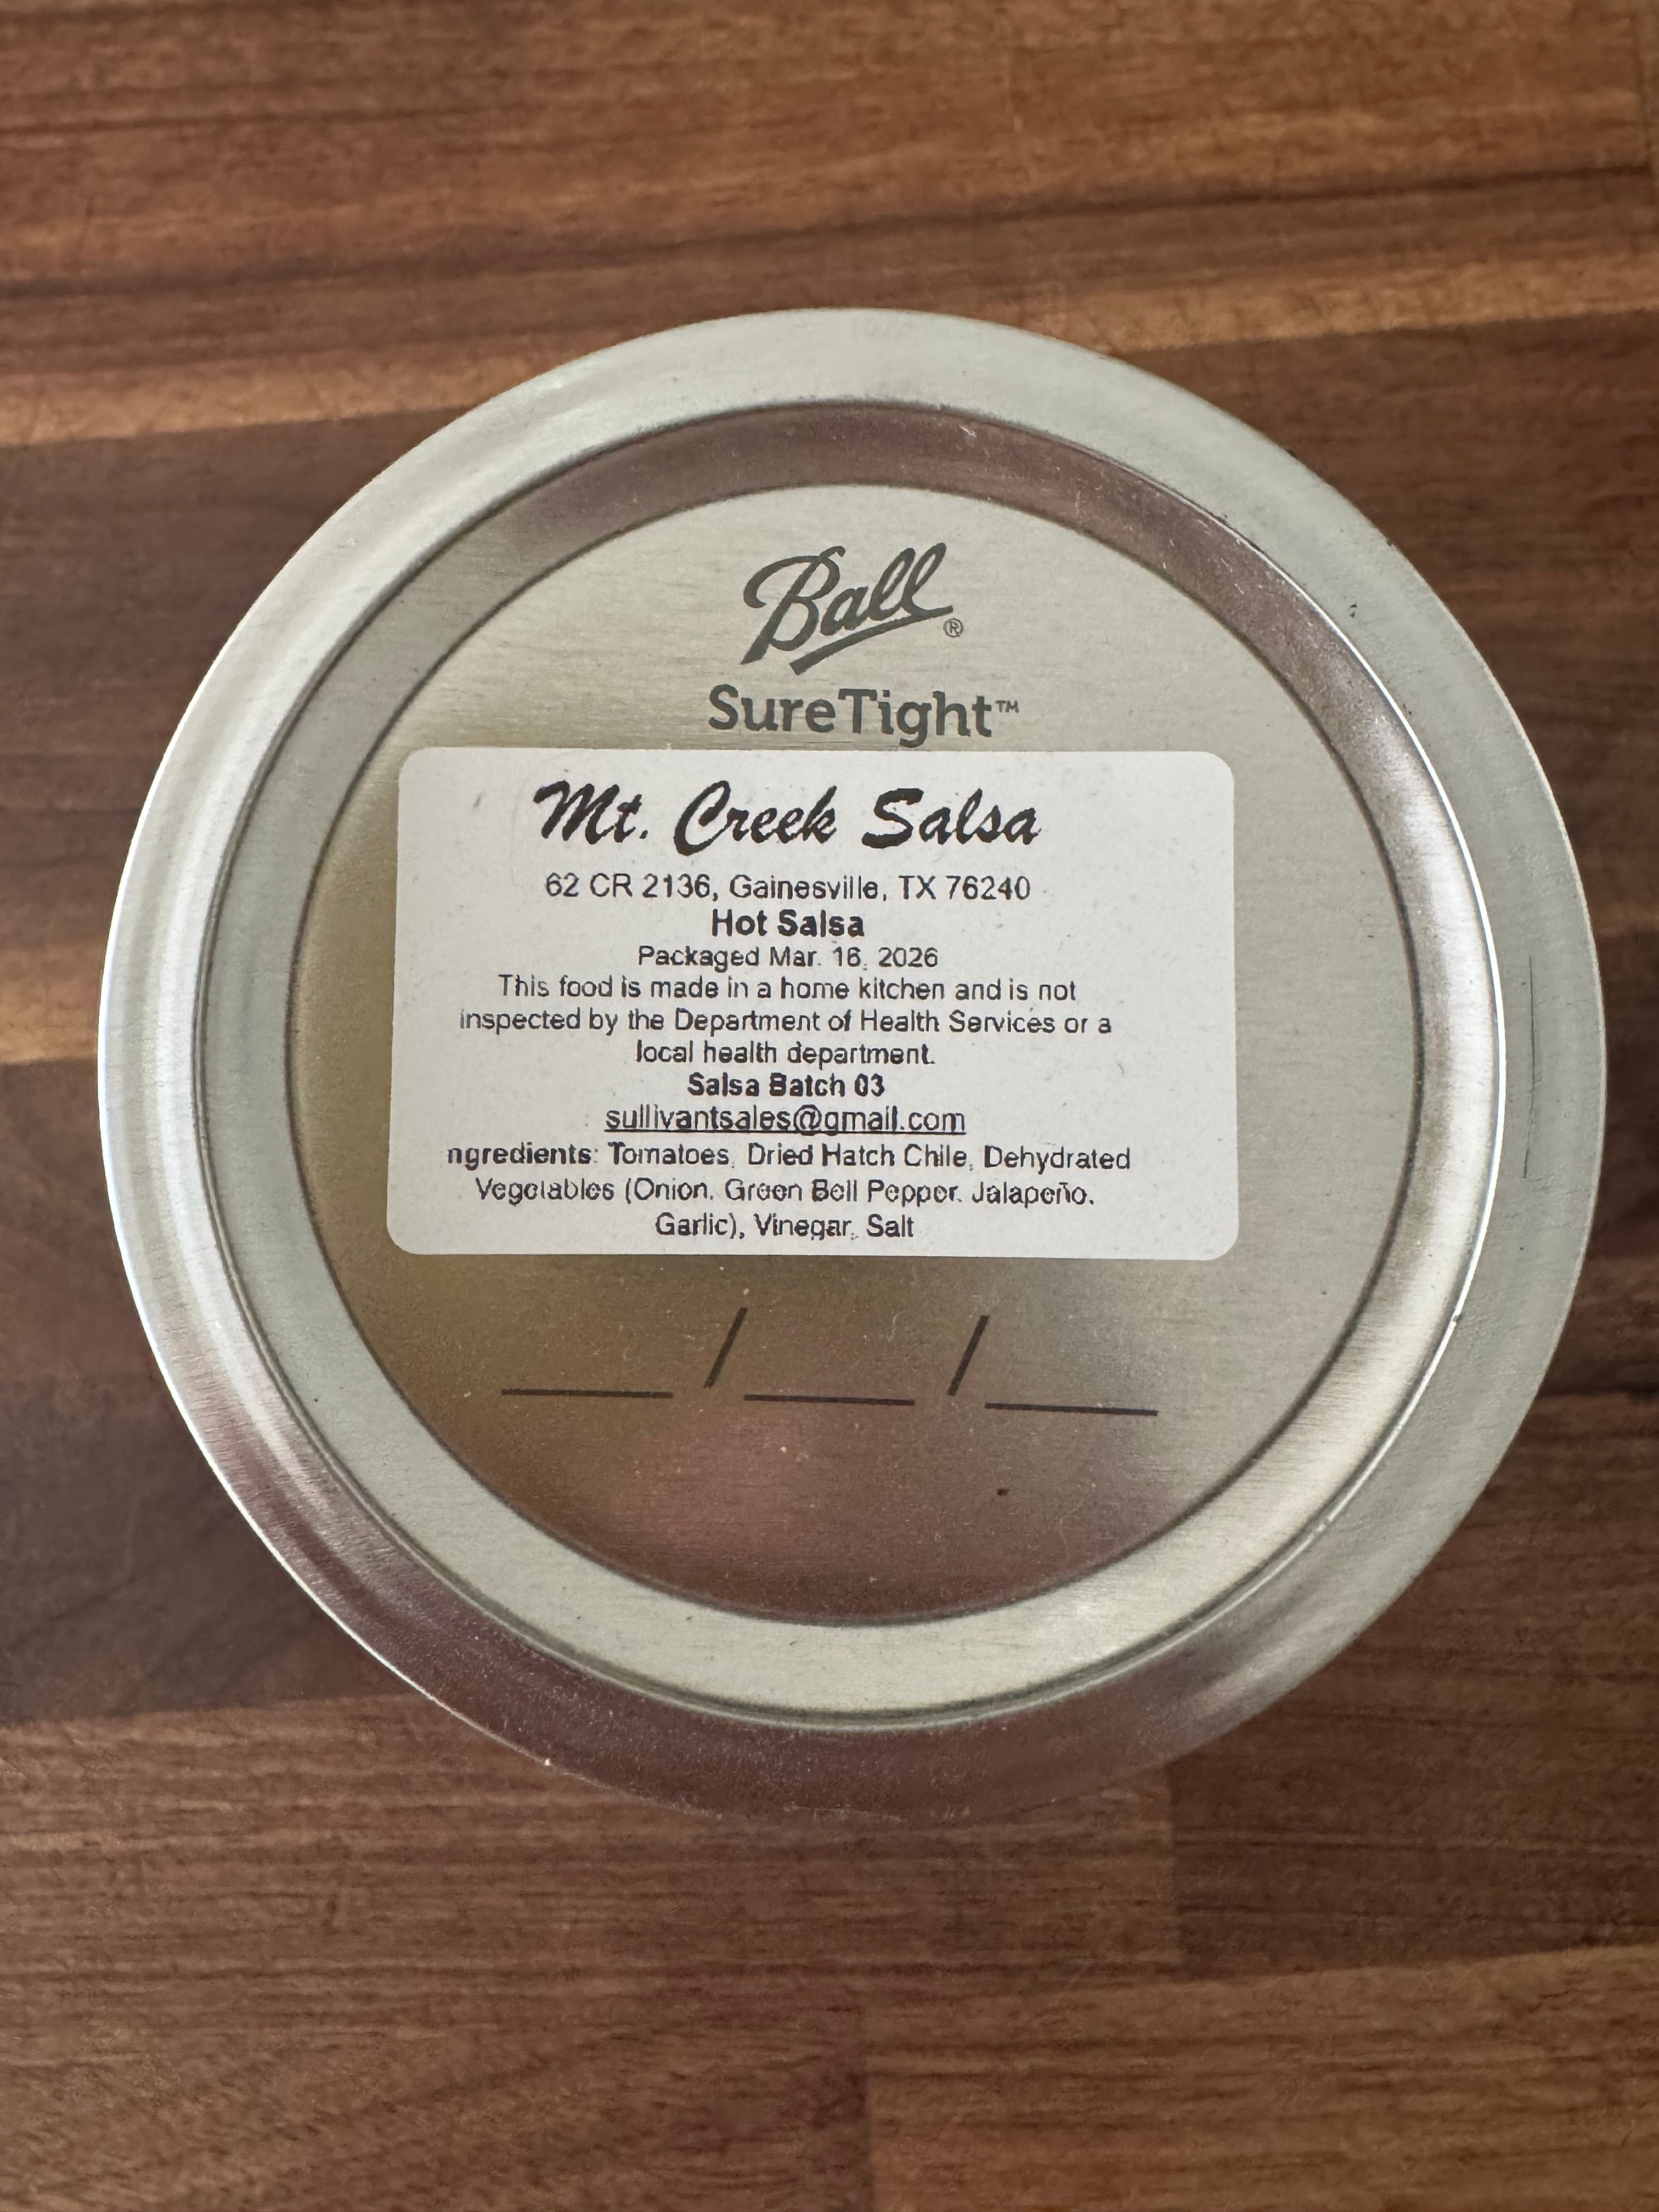 Ball®
SureTight™
Mt. Creek Salsa
62 CR 2136, Gainesville, TX 76240
Hot Salsa
Packaged Mar. 16, 2026
This food is made in a home kitchen and is not
inspected by the Department of Health Services or a
local health department.
Salsa Batch 03
sullivantsales@gmail.com
ngredients: Tomatoes, Dried Hatch Chile, Dehydrated
Vegetables (Onion, Green Bell Pepper, Jalapeño,
Garlic), Vinegar, Salt
___/___/___